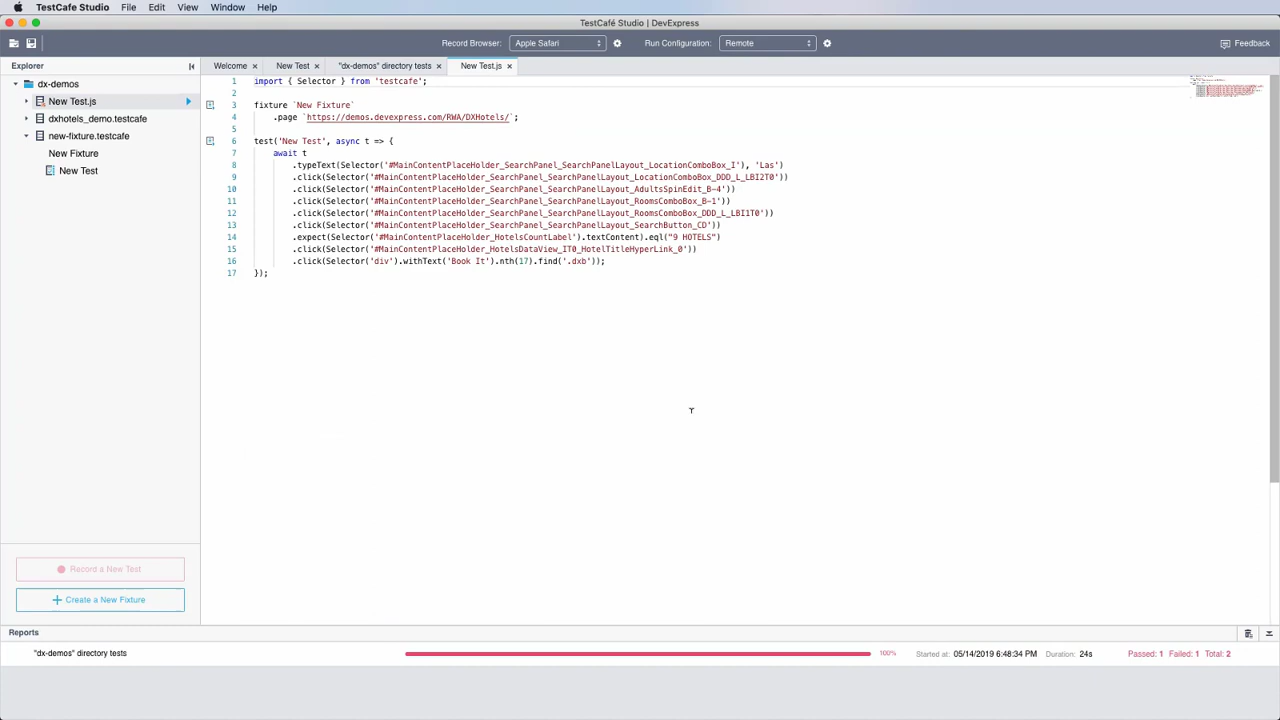 TestCafe Studio File Edit View Window Help
TestCafé Studio | DevExpress
Record Browser: Apple Safari Run Configuration: Remote Feedback
Explorer
Welcome × New Test × "dx-demos" directory tests × New Test.js ×
dx-demos
New Test.js
dxhotels_demo.testcafe
new-fixture.testcafe
New Fixture
New Test
1 import { Selector } from 'testcafe';
2
3 fixture `New Fixture`
4 .page `https://demos.devexpress.com/RWA/DXHotels/`;
5
6 test('New Test', async t => {
7 await t
8 .typeText(Selector('#MainContentPlaceHolder_SearchPanel_SearchPanelLayout_LocationComboBox_I'), 'Las')
9 .click(Selector('#MainContentPlaceHolder_SearchPanel_SearchPanelLayout_LocationComboBox_DDD_L_LBI2T0'))
10 .click(Selector('#MainContentPlaceHolder_SearchPanel_SearchPanelLayout_AdultsSpinEdit_B-4'))
11 .click(Selector('#MainContentPlaceHolder_SearchPanel_SearchPanelLayout_RoomsComboBox_B-1'))
12 .click(Selector('#MainContentPlaceHolder_SearchPanel_SearchPanelLayout_RoomsComboBox_DDD_L_LBI1T0'))
13 .click(Selector('#MainContentPlaceHolder_SearchPanel_SearchPanelLayout_SearchButton_CD'))
14 .expect(Selector('#MainContentPlaceHolder_HotelsCountLabel').textContent).eql("9 HOTELS")
15 .click(Selector('#MainContentPlaceHolder_HotelsDataView_IT0_HotelTitleHyperLink_0'))
16 .click(Selector('div').withText('Book It').nth(17).find('.dxb'));
17 });
Record a New Test
+ Create a New Fixture
Reports
"dx-demos" directory tests 100% Started at: 05/14/2019 6:48:34 PM Duration: 24s Passed: 1 Failed: 1 Total: 2